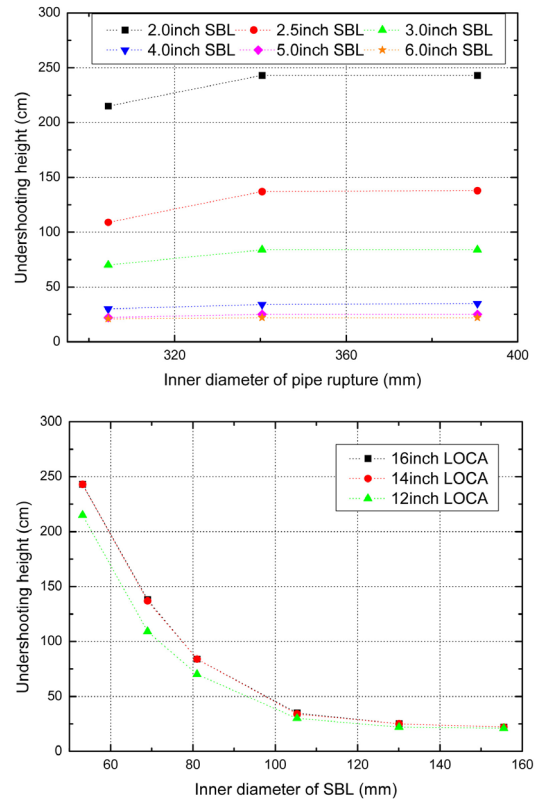 300
2.0inch SBL 2.5inch SBL 3.0inch SBL
4.0inch SBL 5.0inch SBL 6.0inch SBL
250
200
150
100
50
0
Undershooting height (cm)
320 360 400
Inner diameter of pipe rupture (mm)
300
16inch LOCA
14inch LOCA
12inch LOCA
250
200
150
100
50
0
Undershooting height (cm)
60 80 100 120 140 160
Inner diameter of SBL (mm)